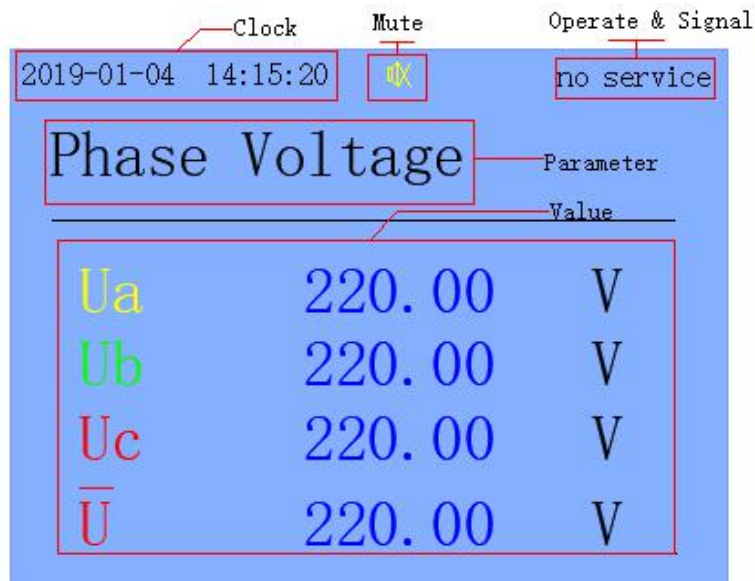 Clock Mute Operate & Signal
2019-01-04 14:15:20 no service
Phase Voltage Parameter
Value
Ua 220.00 V
Ub 220.00 V
Uc 220.00 V
U̅ 220.00 V